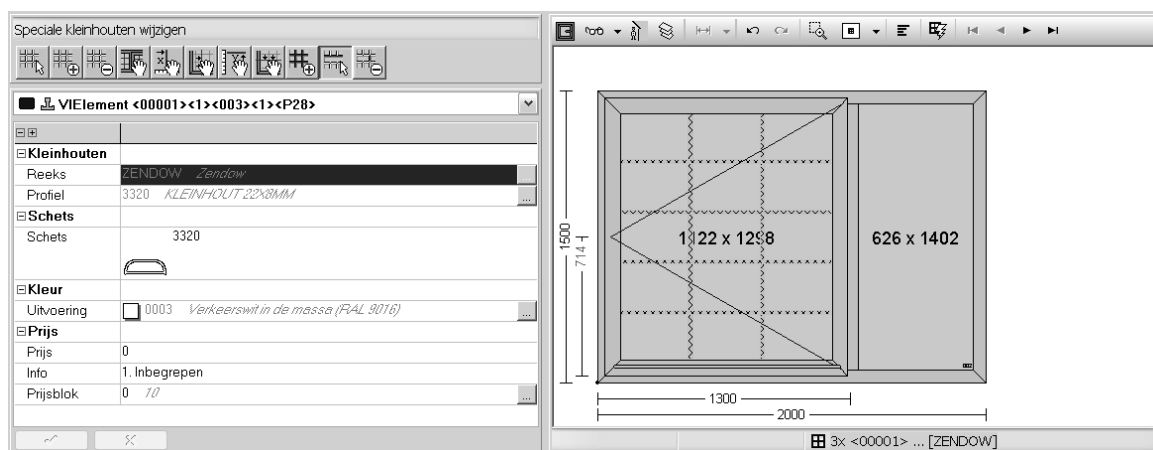 Speciale kleinhouten wijzigen
VIElement <00001><1><003><1><P28>
Kleinhouten
Reeks ZENDOW Zendow ...
Profiel 3320 KLEINHOUT 22X8MM ...
Schets
Schets 3320
Kleur
Uitvoering 0003 Verkeerswit in de massa (RAL 9016) ...
Prijs
Prijs 0
Info 1. Inbegrepen
Prijsblok 0 10 ...
1500
714
1122 x 1298
626 x 1402
002
1300
2000
3x <00001> ... [ZENDOW]